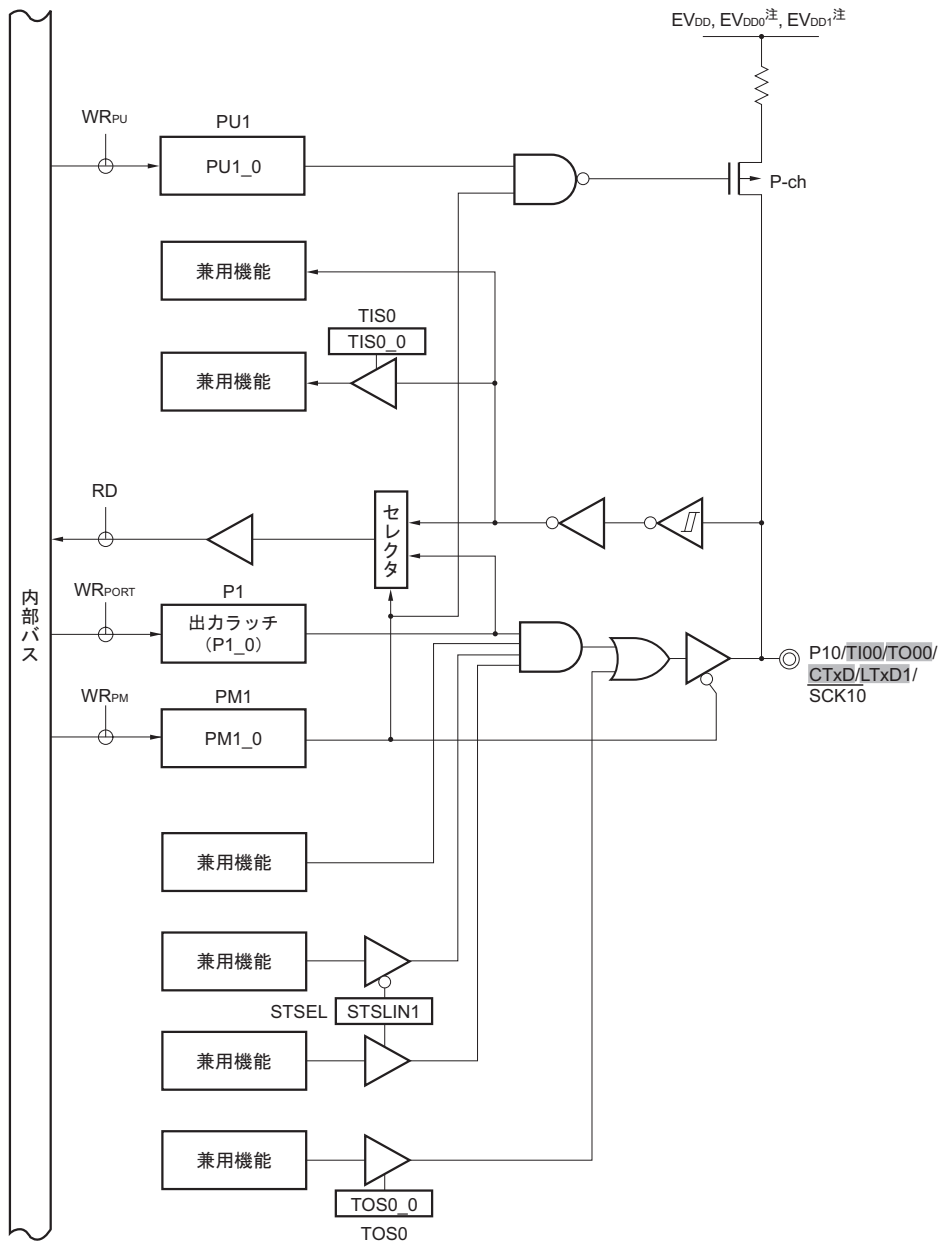 EVDD, EVDD0注, EVDD1注
WRPU
PU1
PU1_0
P-ch
兼用機能
TIS0
TIS0_0
兼用機能
RD
セレクタ
WRPORT
P1
出力ラッチ
(P1_0)
内部バス
P10/TI00/TO00/
CTxD/LTxD1/
SCK10
WRPM
PM1
PM1_0
兼用機能
兼用機能
STSEL
STSLIN1
兼用機能
兼用機能
TOS0_0
TOS0